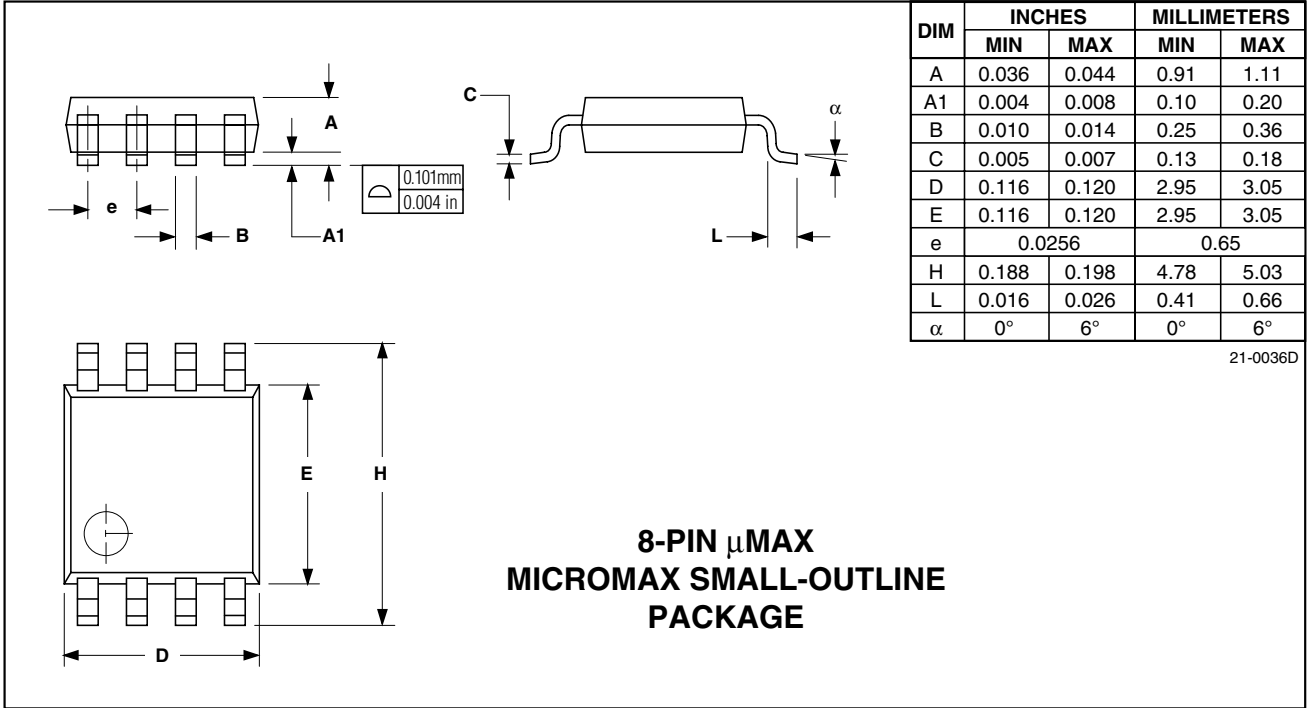 DIM INCHES MILLIMETERS
MIN MAX MIN MAX
A 0.036 0.044 0.91 1.11
A1 0.004 0.008 0.10 0.20
B 0.010 0.014 0.25 0.36
C 0.005 0.007 0.13 0.18
D 0.116 0.120 2.95 3.05
E 0.116 0.120 2.95 3.05
e 0.0256 0.65
H 0.188 0.198 4.78 5.03
L 0.016 0.026 0.41 0.66
α 0° 6° 0° 6°
21-0036D
A
C
α
0.101mm
0.004 in
e
B
A1
L
E
H
D
8-PIN μMAX
MICROMAX SMALL-OUTLINE
PACKAGE